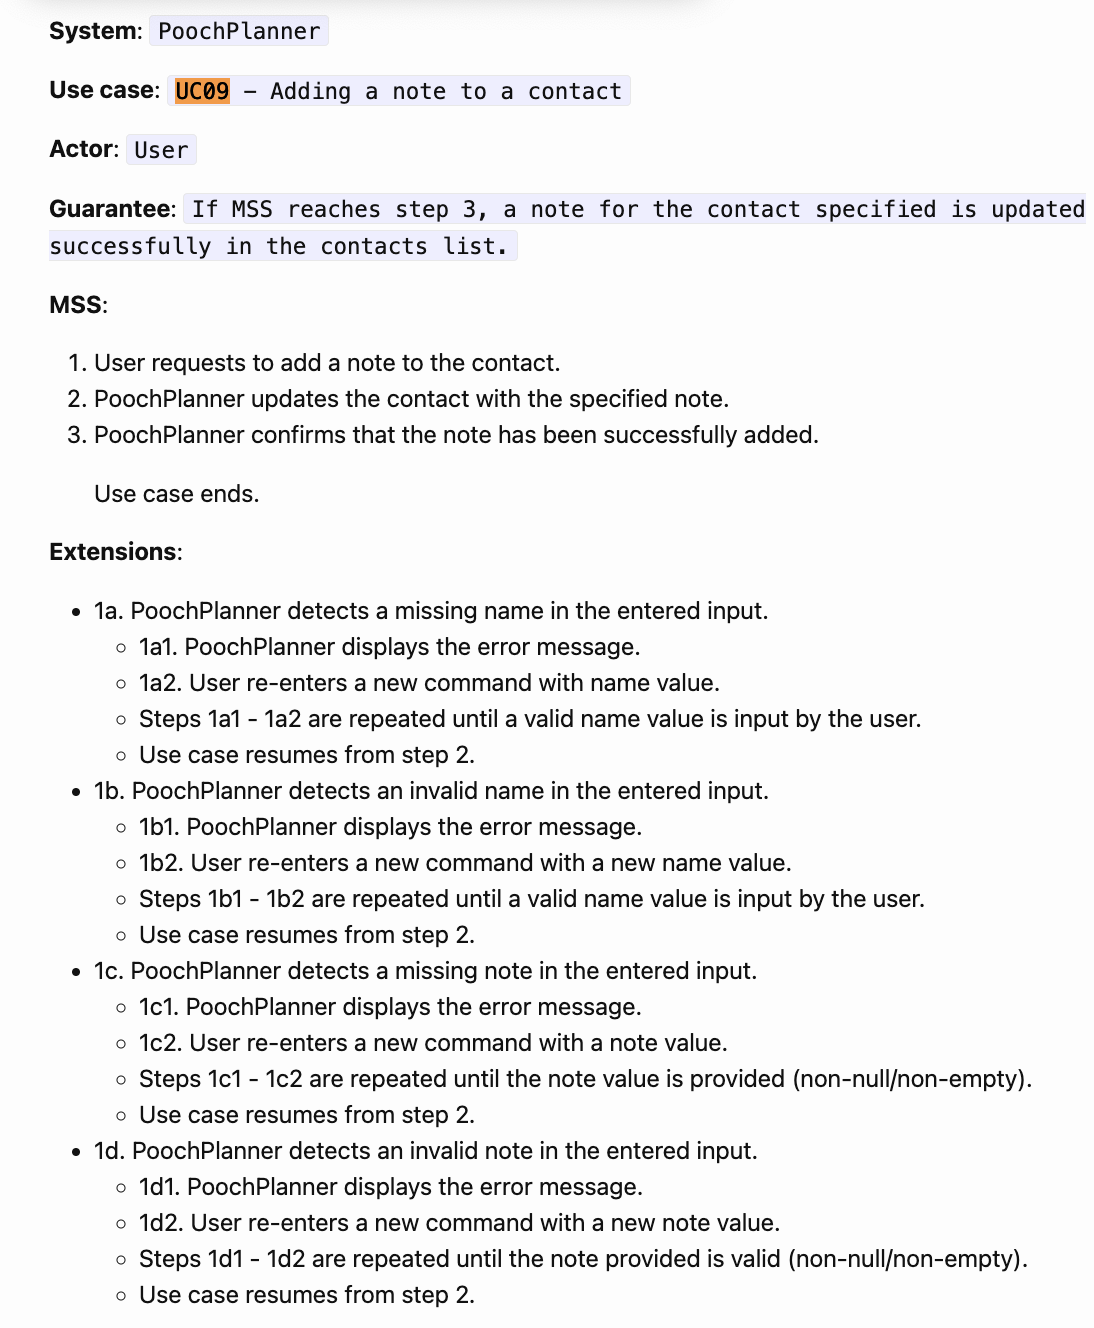 System: PoochPlanner
Use case: UC09 – Adding a note to a contact
Actor: User
Guarantee: If MSS reaches step 3, a note for the contact specified is updated
successfully in the contacts list.
MSS:
1. User requests to add a note to the contact.
2. PoochPlanner updates the contact with the specified note.
3. PoochPlanner confirms that the note has been successfully added.
Use case ends.
Extensions:
• 1a. PoochPlanner detects a missing name in the entered input.
◦ 1a1. PoochPlanner displays the error message.
◦ 1a2. User re-enters a new command with name value.
◦ Steps 1a1 - 1a2 are repeated until a valid name value is input by the user.
◦ Use case resumes from step 2.
• 1b. PoochPlanner detects an invalid name in the entered input.
◦ 1b1. PoochPlanner displays the error message.
◦ 1b2. User re-enters a new command with a new name value.
◦ Steps 1b1 - 1b2 are repeated until a valid name value is input by the user.
◦ Use case resumes from step 2.
• 1c. PoochPlanner detects a missing note in the entered input.
◦ 1c1. PoochPlanner displays the error message.
◦ 1c2. User re-enters a new command with a note value.
◦ Steps 1c1 - 1c2 are repeated until the note value is provided (non-null/non-empty).
◦ Use case resumes from step 2.
• 1d. PoochPlanner detects an invalid note in the entered input.
◦ 1d1. PoochPlanner displays the error message.
◦ 1d2. User re-enters a new command with a new note value.
◦ Steps 1d1 - 1d2 are repeated until the note provided is valid (non-null/non-empty).
◦ Use case resumes from step 2.